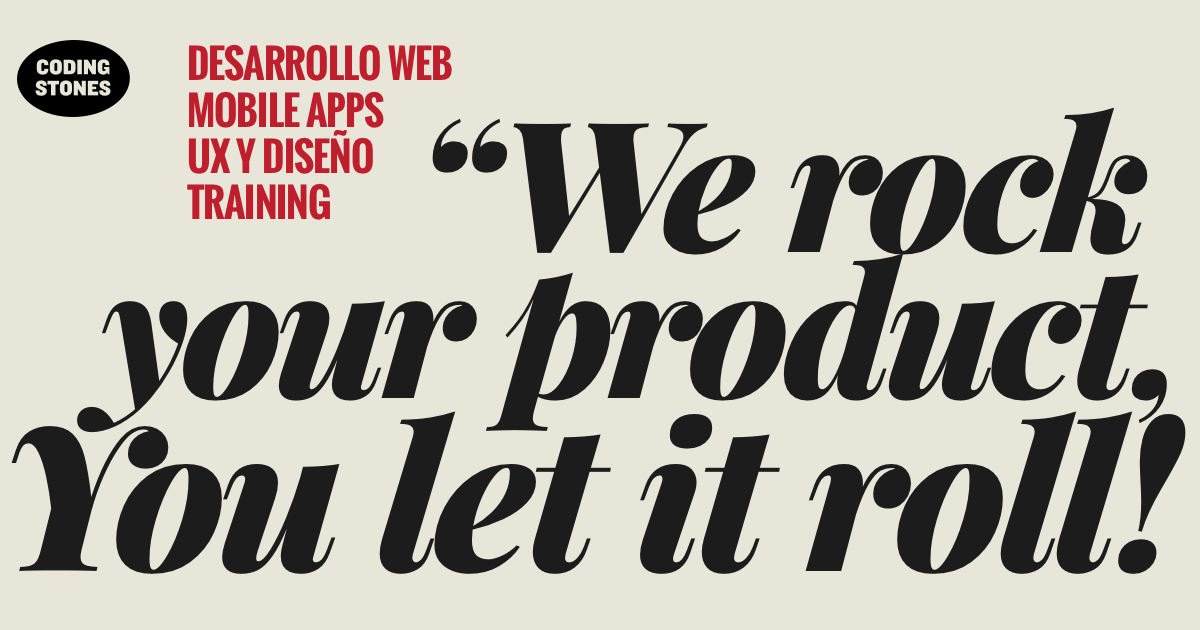 CODING
STONES
DESARROLLO WEB
MOBILE APPS
UX Y DISEÑO
TRAINING
“We rock
your product,
You let it roll!